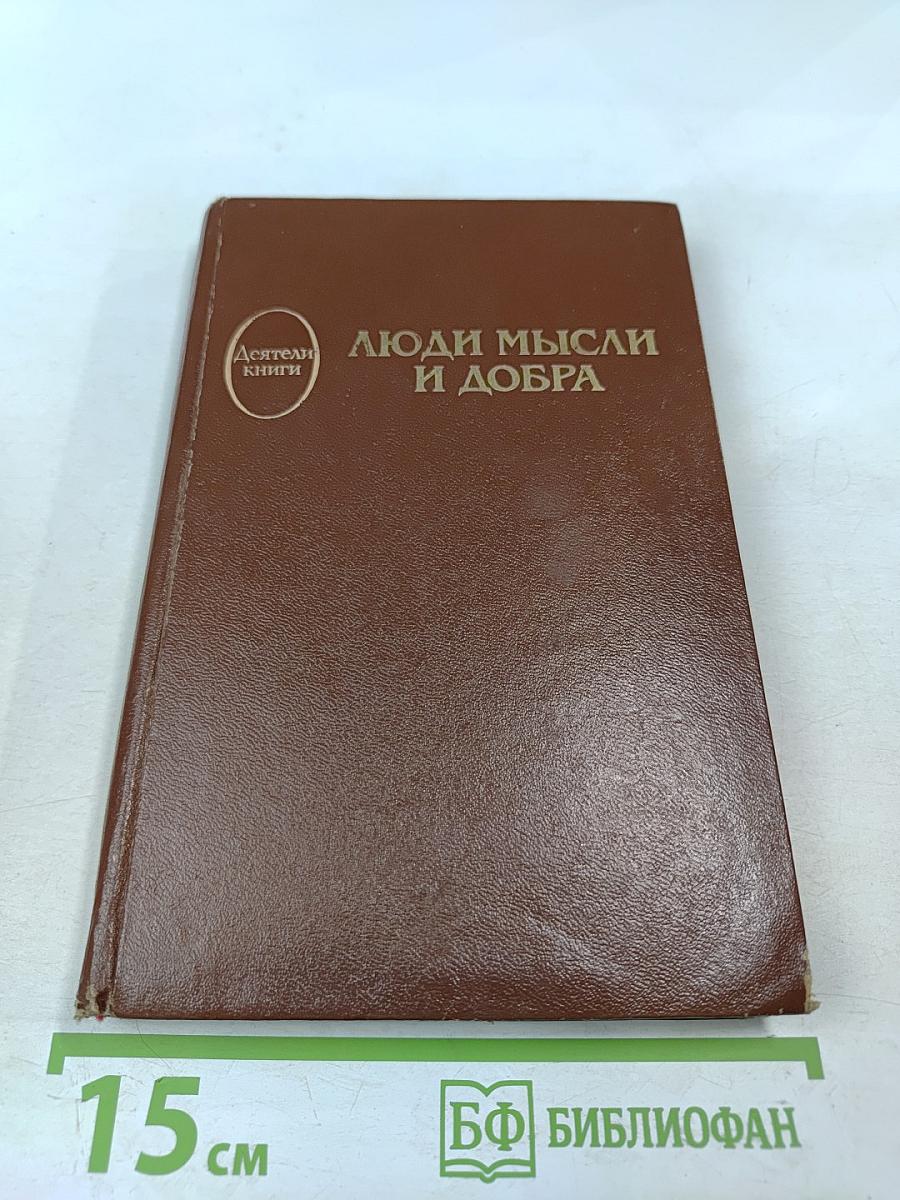 Деятели
книги
ЛЮДИ МЫСЛИ
И ДОБРА
15 см
БФ БИБЛИОФАН